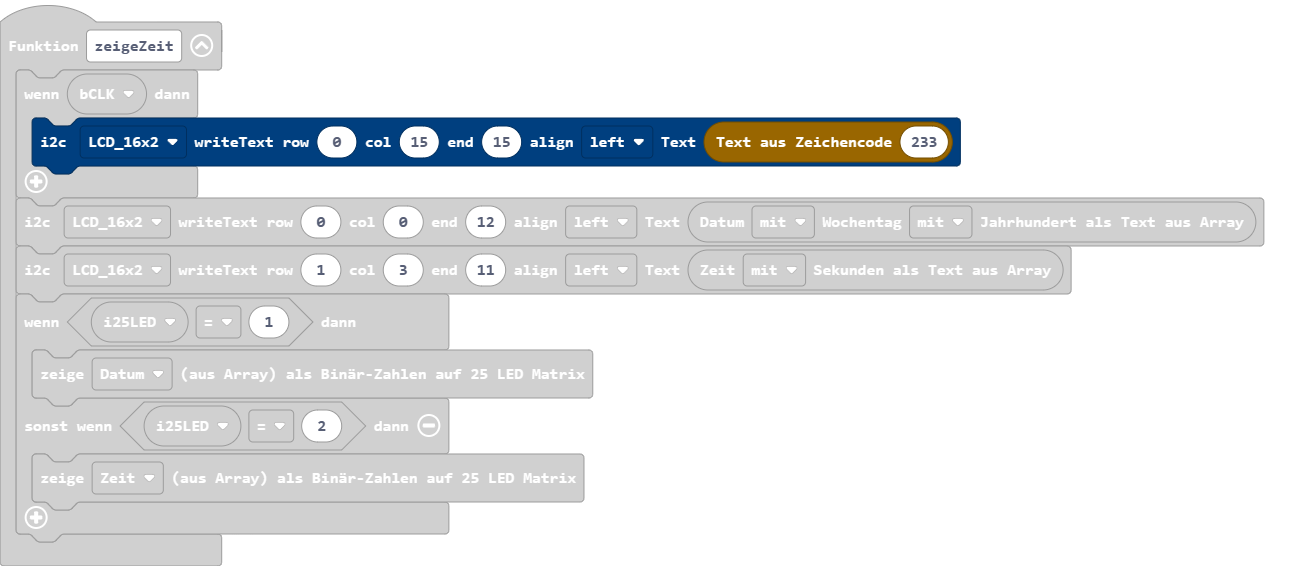 Funktion zeigeZeit
wenn bCLK dann
i2c LCD_16x2 writeText row 0 col 15 end 15 align left Text Text aus Zeichencode 233
i2c LCD_16x2 writeText row 0 col 0 end 12 align left Text Datum mit Wochentag mit Jahrhundert als Text aus Array
i2c LCD_16x2 writeText row 1 col 3 end 11 align left Text Zeit mit Sekunden als Text aus Array
wenn i25LED = 1 dann
zeige Datum (aus Array) als Binär-Zahlen auf 25 LED Matrix
sonst wenn i25LED = 2 dann
zeige Zeit (aus Array) als Binär-Zahlen auf 25 LED Matrix